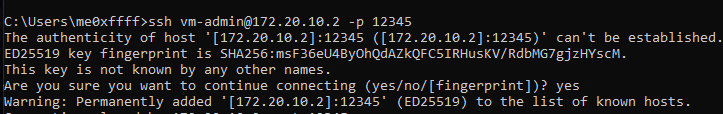 C:\Users\me0xffff>ssh vm-admin@172.20.10.2 -p 12345
The authenticity of host '[172.20.10.2]:12345 ([172.20.10.2]:12345)' can't be established.
ED25519 key fingerprint is SHA256:msF36eU4ByOhQdAZkQFC5IRHusKV/RdbMG7gjzHYscM.
This key is not known by any other names.
Are you sure you want to continue connecting (yes/no/[fingerprint])? yes
Warning: Permanently added '[172.20.10.2]:12345' (ED25519) to the list of known hosts.